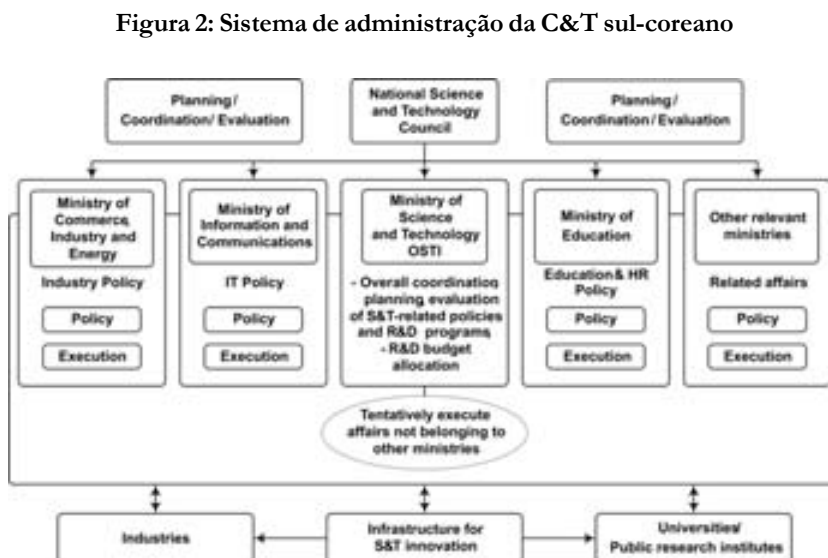 Figura 2: Sistema de administração da C&T sul-coreano
Planning/
Coordination/ Evaluation
National Science
and Technology
Council
Planning/
Coordination / Evaluation
Ministry of
Commerce,
Industry and
Energy
Industry Policy
Policy
Execution
Ministry of
Information and
Communications
IT Policy
Policy
Execution
Ministry of
Science
and Technology
OSTI
- Overall coordination,
planning, evaluation
of S&T-related policies
and R&D programs
- R&D budget
allocation
Ministry of
Education
Education & HR
Policy
Policy
Execution
Other relevant
ministries
Related affairs
Policy
Execution
Tentatively execute
affairs not belonging to
other ministries
Industries
Infrastructure for
S&T innovation
Universities/
Public research institutes